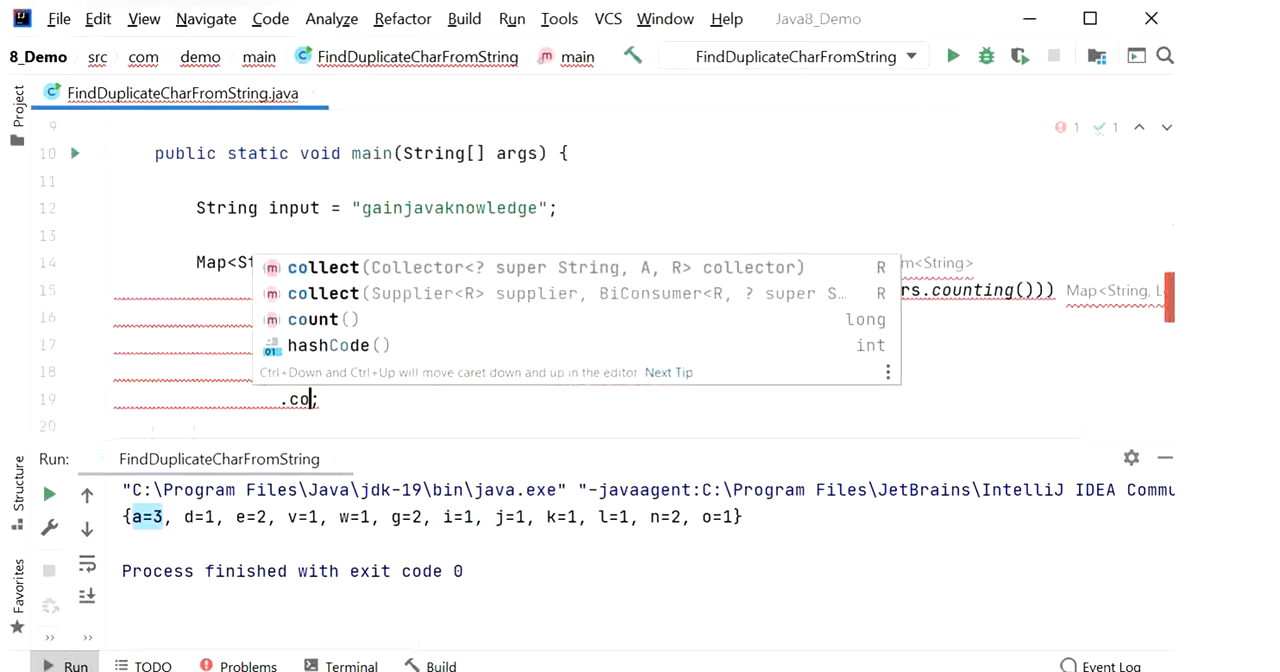 File Edit View Navigate Code Analyze Refactor Build Run Tools VCS Window Help Java8_Demo
8_Demo src com demo main FindDuplicateCharFromString main FindDuplicateCharFromString
Project
FindDuplicateCharFromString.java
9
1 1
10 public static void main(String[] args) {
11
12 String input = "gainjavaknowledge";
13
14 Map<St m<String>
collect(Collector<? super String, A, R> collector) R
15 rs.counting())) Map<String, L
collect(Supplier<R> supplier, BiConsumer<R, ? super S… R
16
count() long
17
hashCode() int
18
Ctrl+Down and Ctrl+Up will move caret down and up in the editor Next Tip
19 .co;
20
Run: FindDuplicateCharFromString
Structure
"C:\Program Files\Java\jdk-19\bin\java.exe" "-javaagent:C:\Program Files\JetBrains\IntelliJ IDEA Commu
{a=3, d=1, e=2, v=1, w=1, g=2, i=1, j=1, k=1, l=1, n=2, o=1}
Process finished with exit code 0
Favorites
Run TODO Problems Terminal Build Event Log